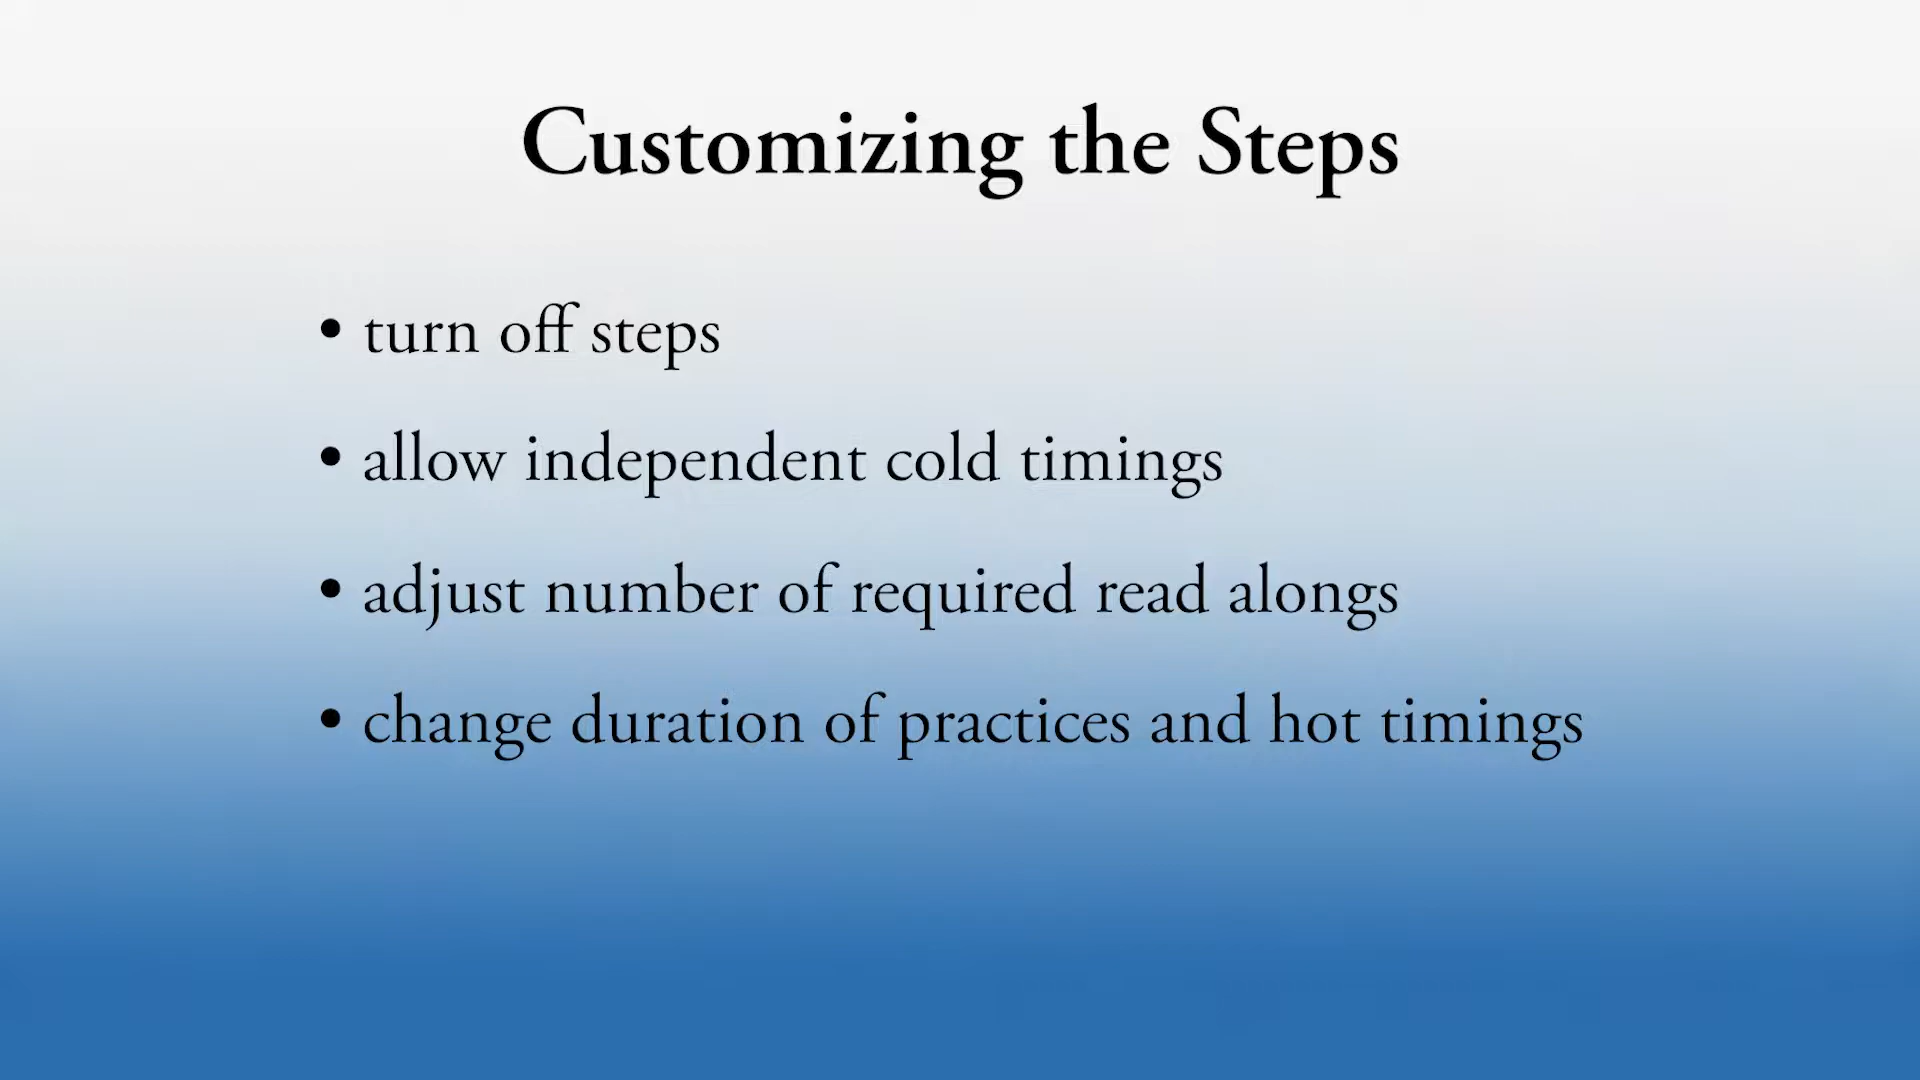 Customizing the Steps
• turn off steps
• allow independent cold timings
• adjust number of required read alongs
• change duration of practices and hot timings